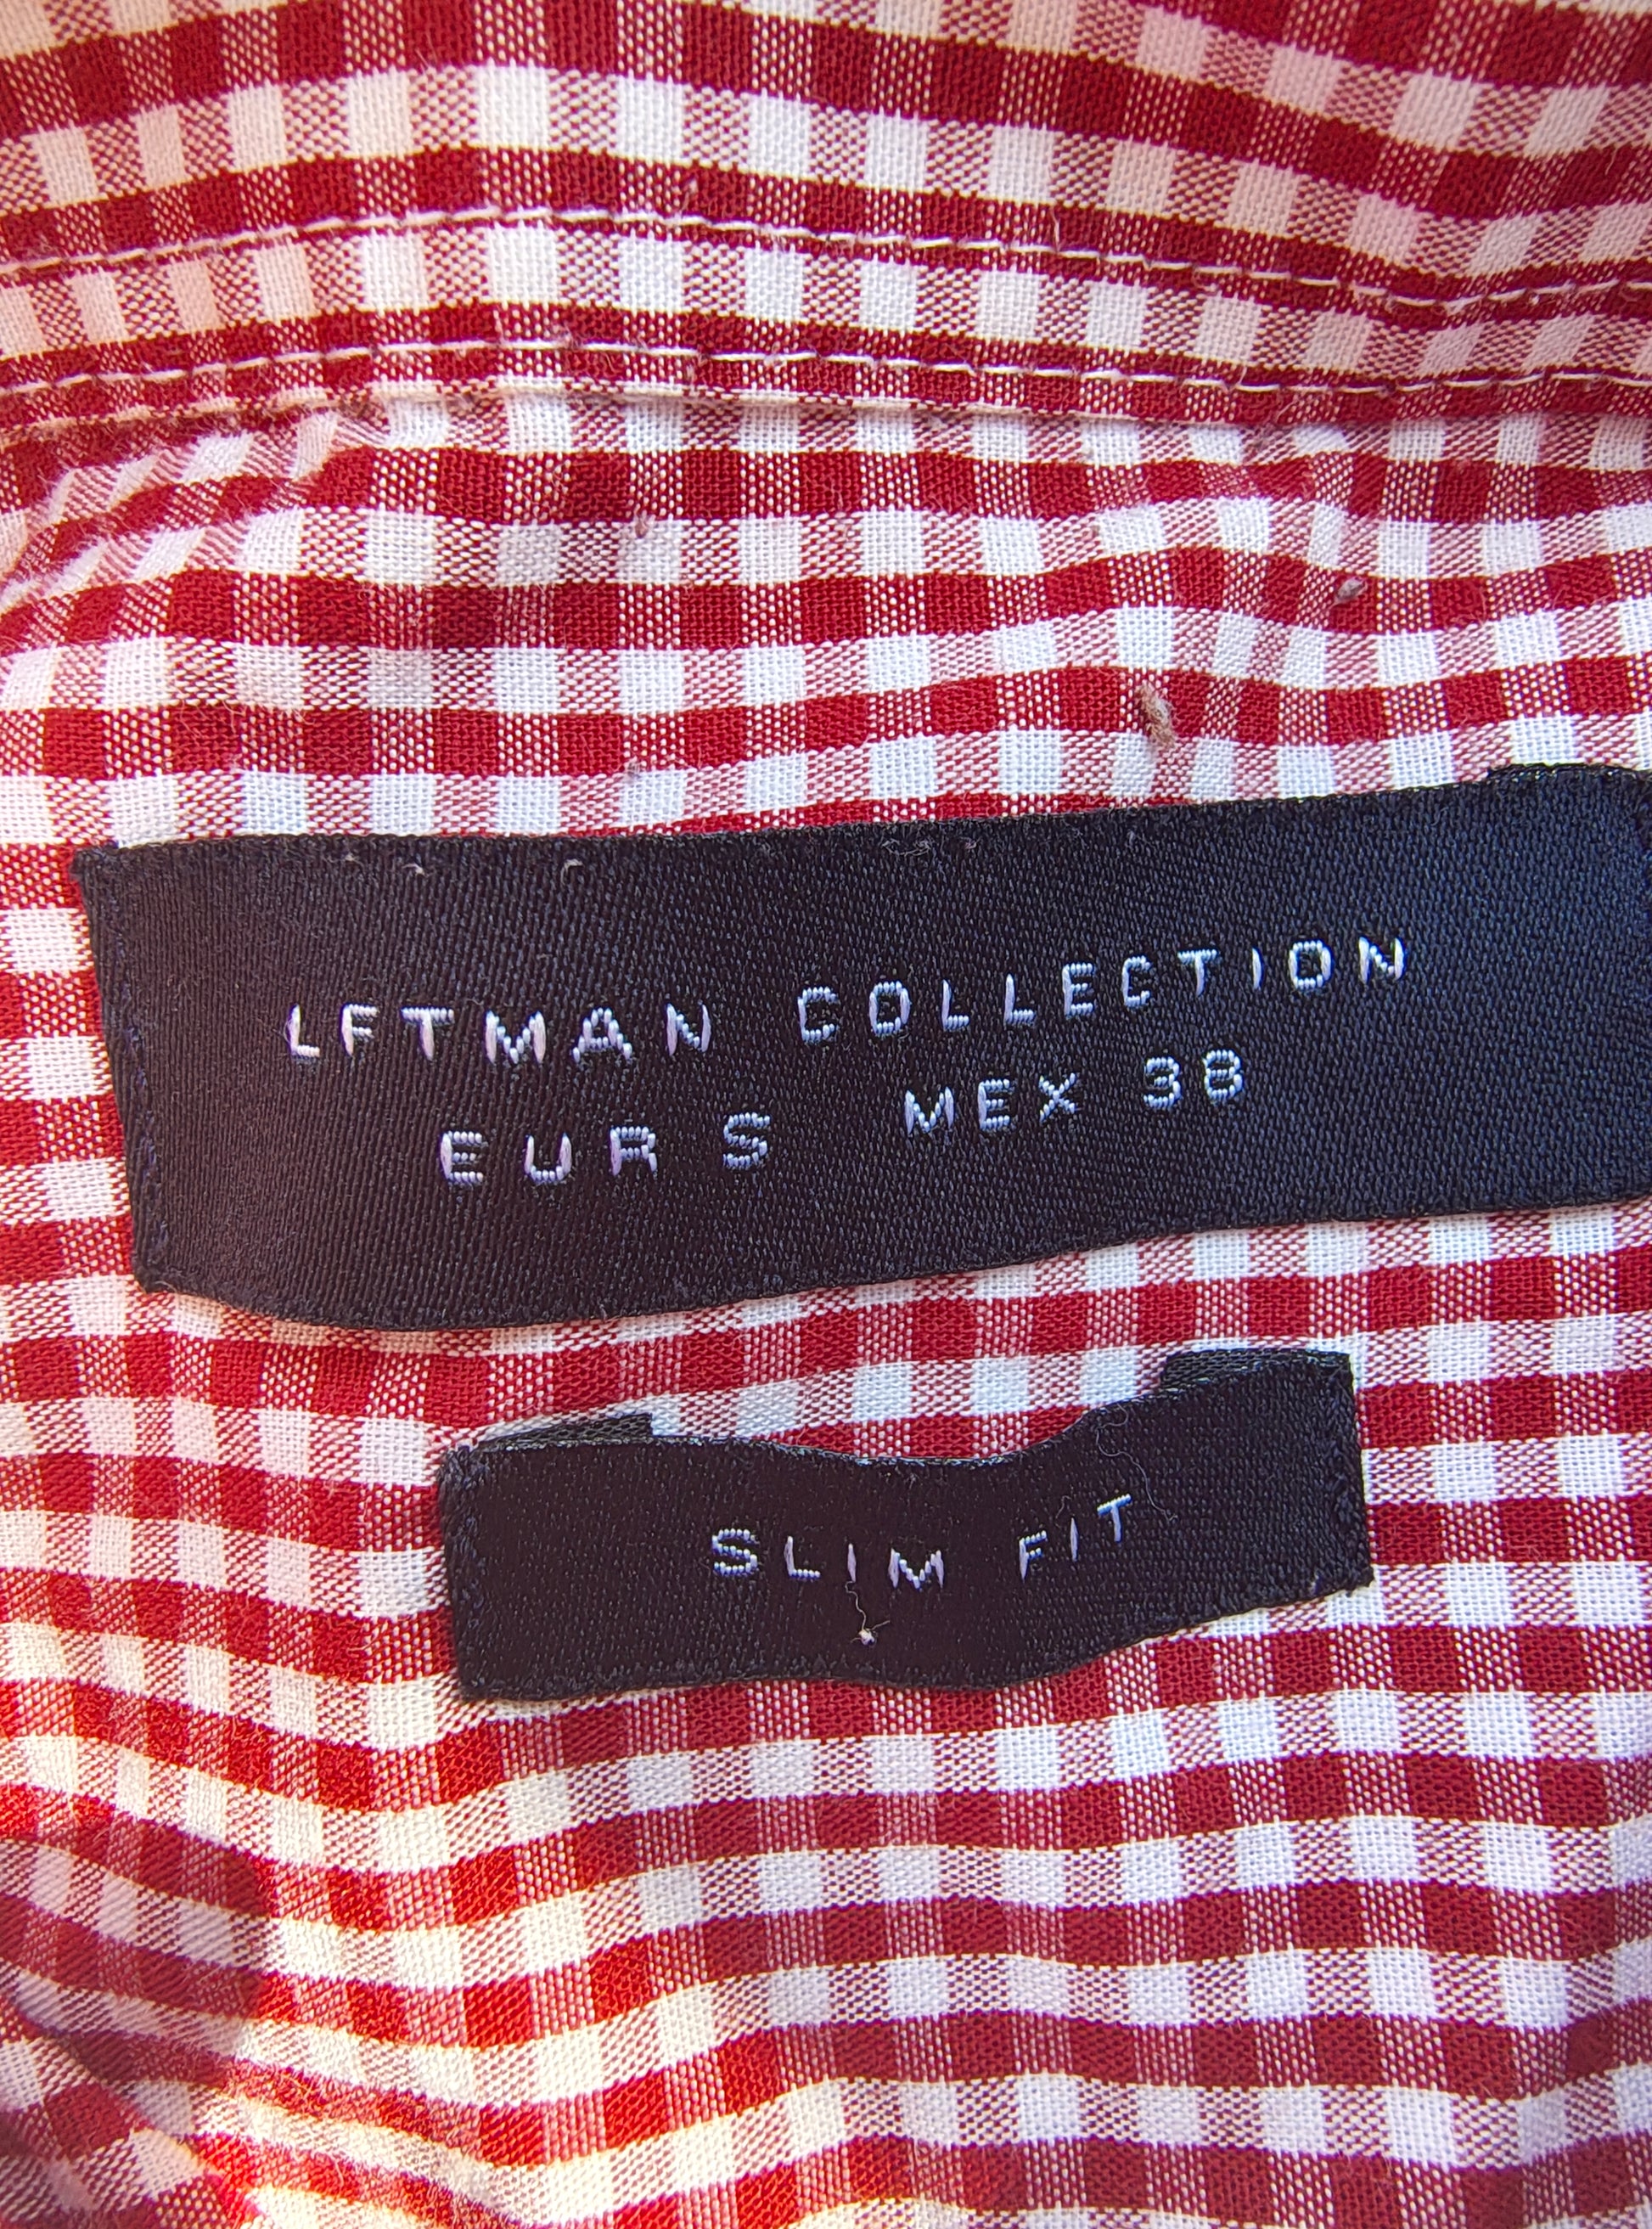 LFTMAN COLLECTION
EUR S MEX 38
SLIM FIT